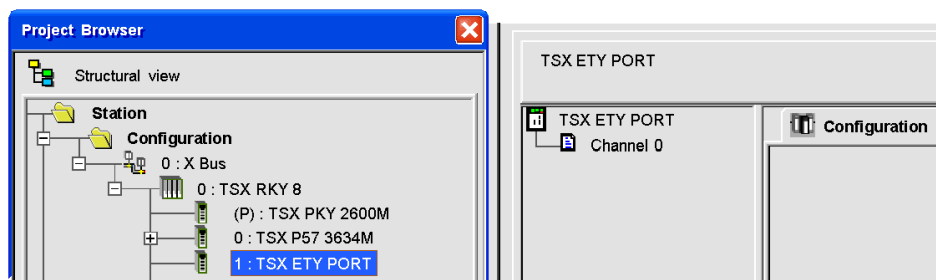 Project Browser
Structural view
Station
Configuration
0 : X Bus
0 : TSX RKY 8
(P) : TSX PKY 2600M
0 : TSX P57 3634M
1 : TSX ETY PORT
TSX ETY PORT
TSX ETY PORT
Channel 0
Configuration